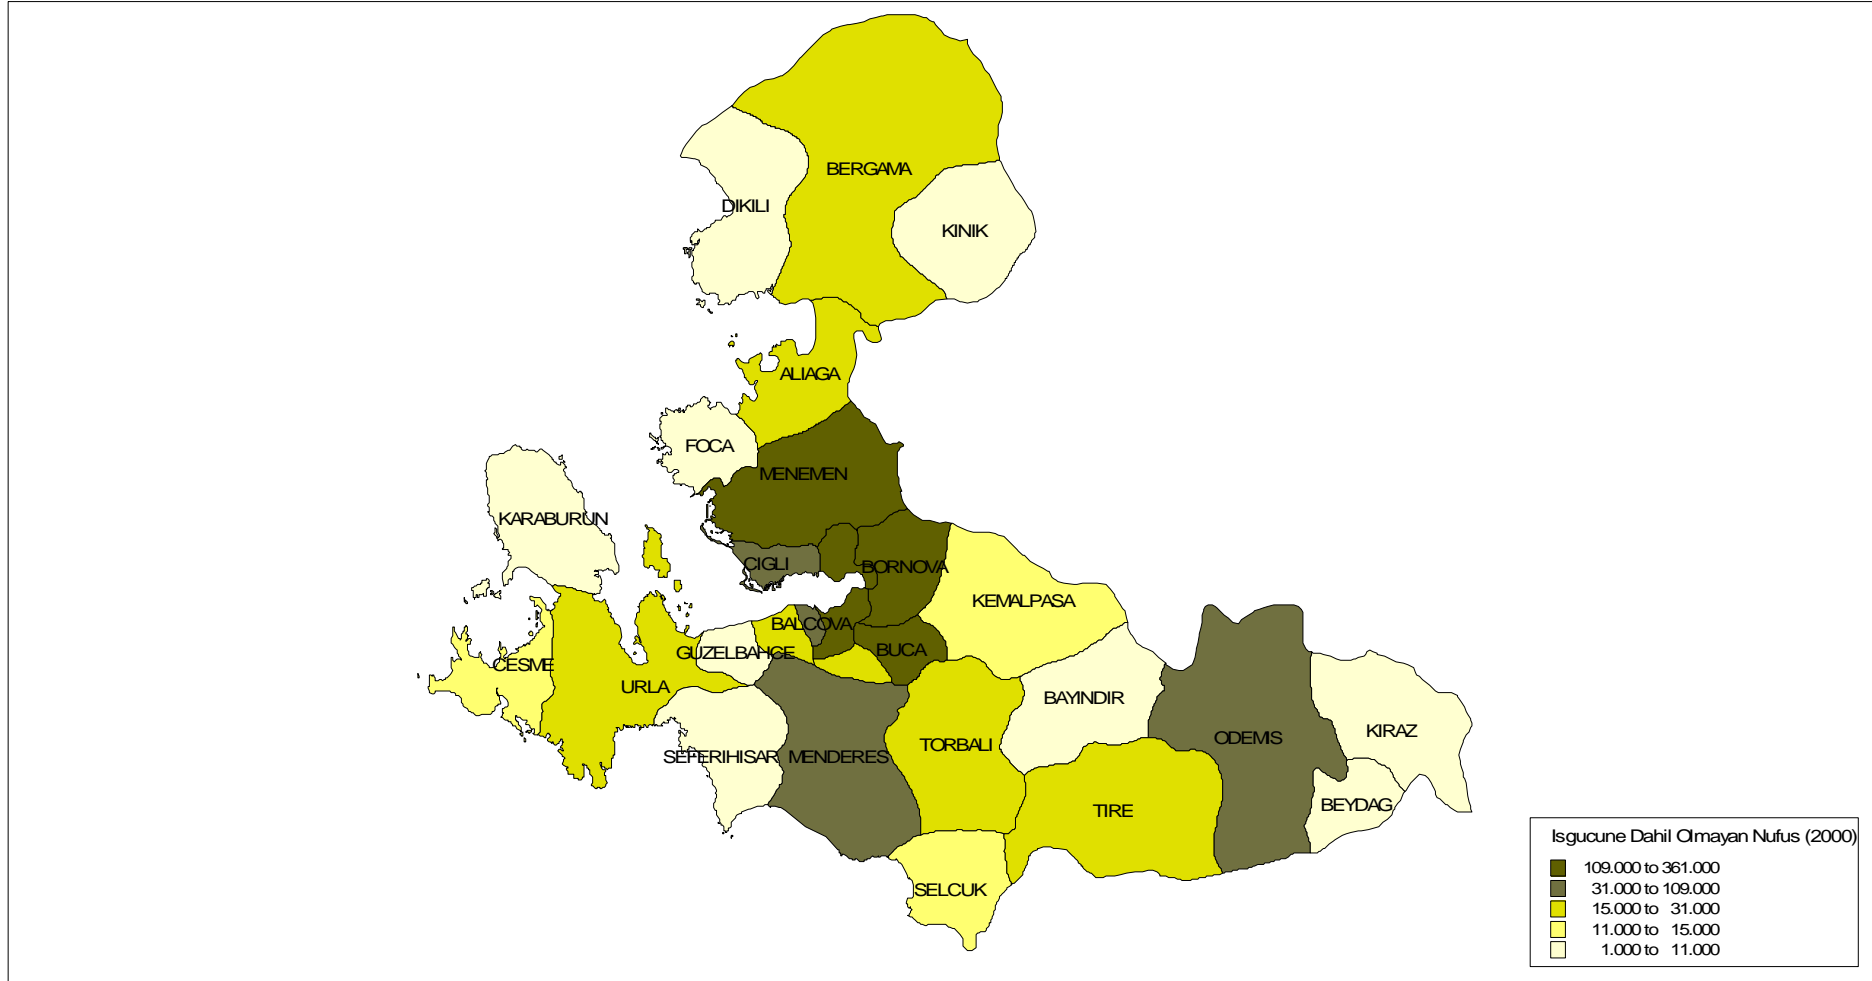 BERGAMA
DIKILI
KINIK
ALIAGA
FOCA
MENEMEN
KARABURUN
CIGLI
BORNOVA
KEMALPASA
BALCOVA
GUZELBAHCE
BUCA
CESME
URLA
BAYINDIR
KIRAZ
ODEMIS
TORBALI
SEFERIHISAR
MENDERES
BEYDAG
TIRE
SELCUK
Isgucune Dahil Olmayan Nufus (2000)
109.000 to 361.000
31.000 to 109.000
15.000 to 31.000
11.000 to 15.000
1.000 to 11.000